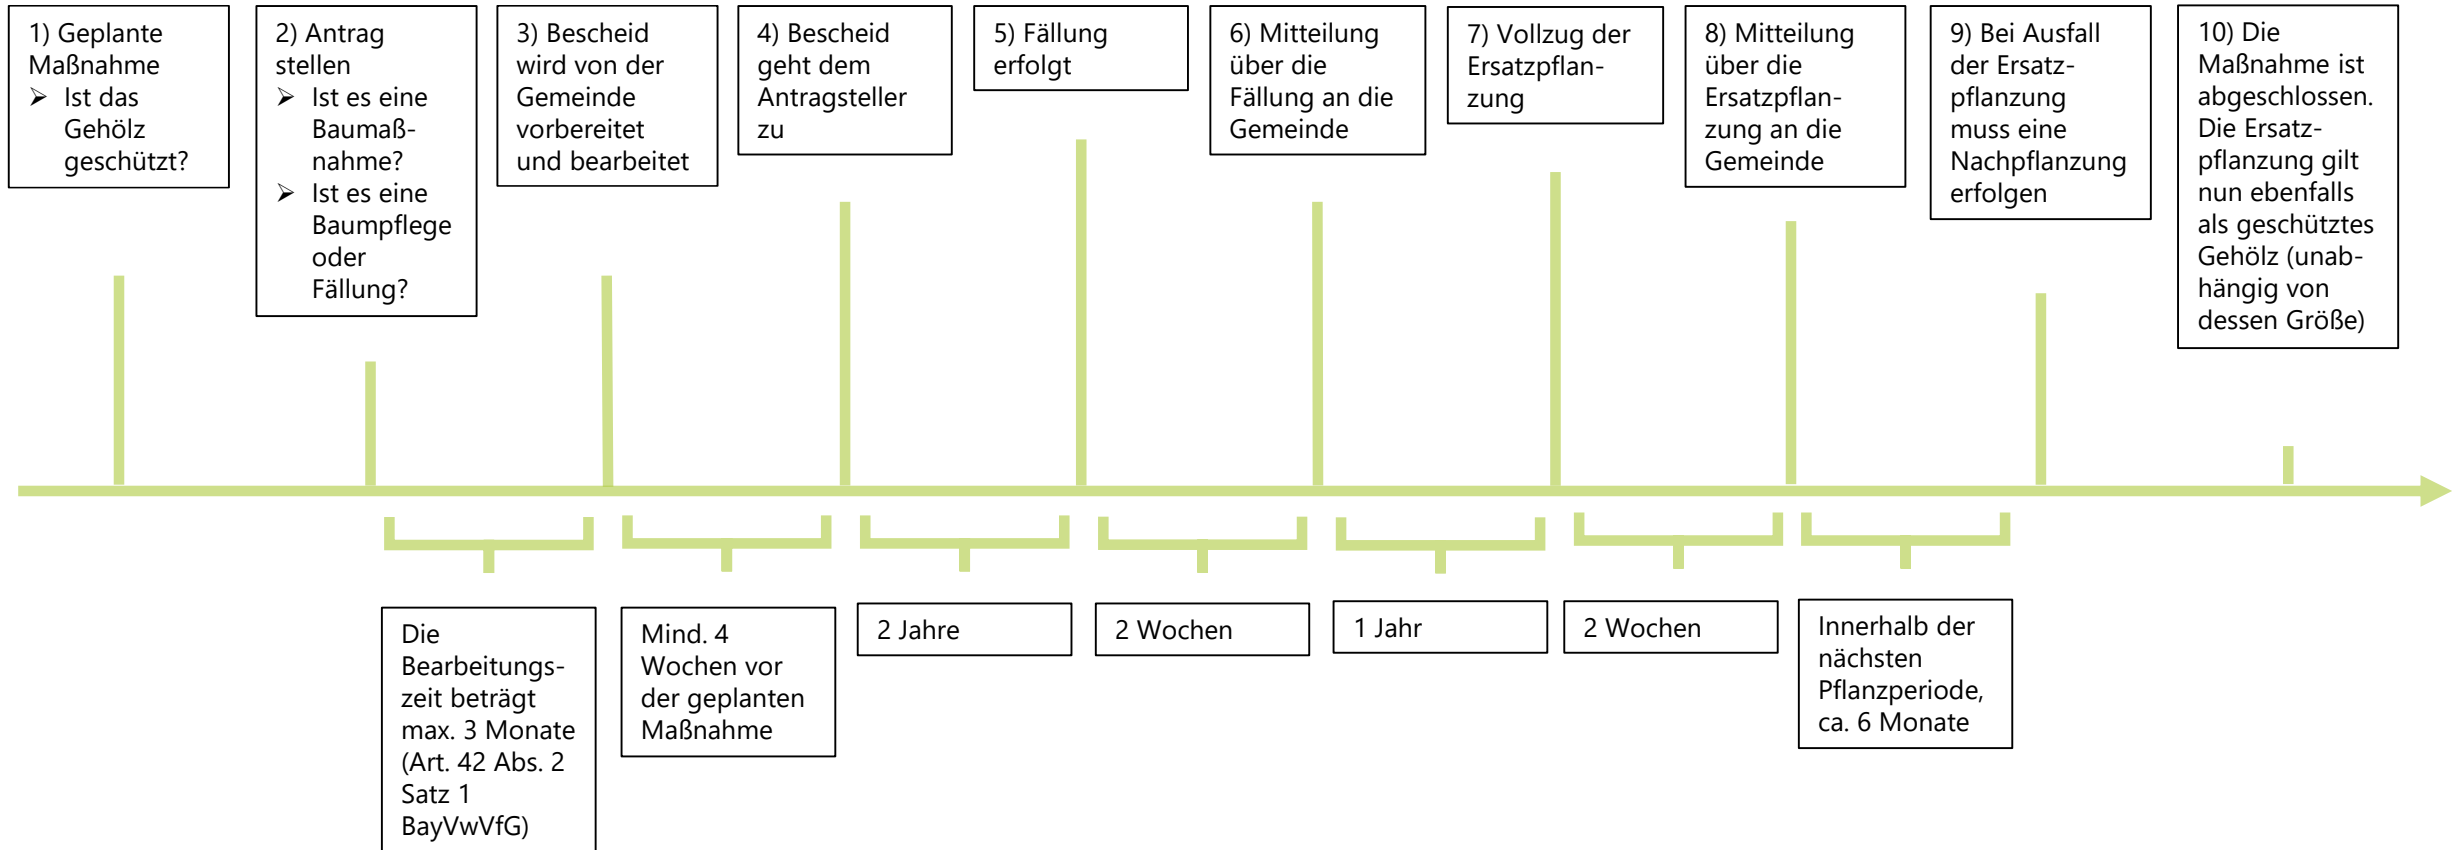 1) Geplante
Maßnahme
➢ Ist das
Gehölz
geschützt?
2) Antrag
stellen
➢ Ist es eine
Baumaß-
nahme?
➢ Ist es eine
Baumpflege
oder
Fällung?
3) Bescheid
wird von der
Gemeinde
vorbereitet
und bearbeitet
4) Bescheid
geht dem
Antragsteller
zu
5) Fällung
erfolgt
6) Mitteilung
über die
Fällung an die
Gemeinde
7) Vollzug der
Ersatzpflan-
zung
8) Mitteilung
über die
Ersatzpflan-
zung an die
Gemeinde
9) Bei Ausfall
der Ersatz-
pflanzung
muss eine
Nachpflanzung
erfolgen
10) Die
Maßnahme ist
abgeschlossen.
Die Ersatz-
pflanzung gilt
nun ebenfalls
als geschütztes
Gehölz (unab-
hängig von
dessen Größe)
Die
Bearbeitungs-
zeit beträgt
max. 3 Monate
(Art. 42 Abs. 2
Satz 1
BayVwVfG)
Mind. 4
Wochen vor
der geplanten
Maßnahme
2 Jahre
2 Wochen
1 Jahr
2 Wochen
Innerhalb der
nächsten
Pflanzperiode,
ca. 6 Monate